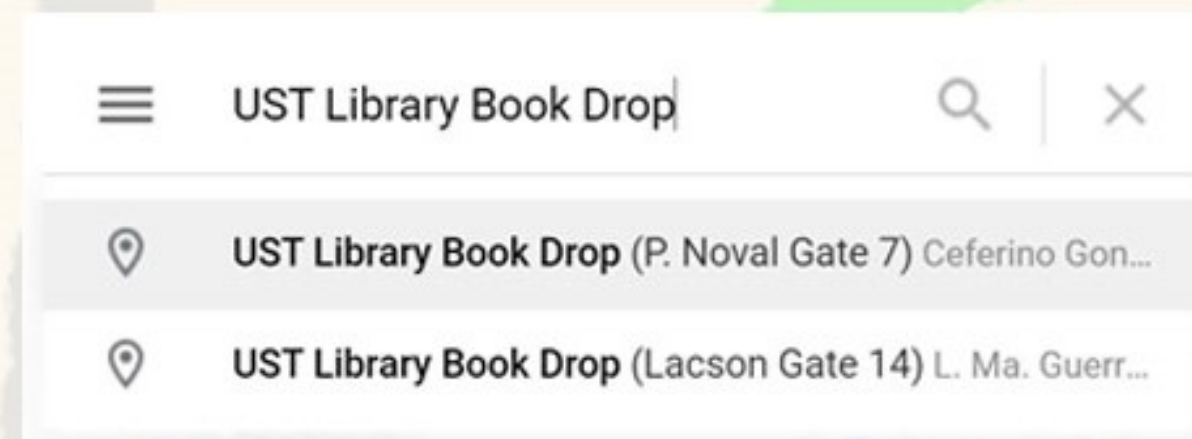 UST Library Book Drop
UST Library Book Drop (P. Noval Gate 7) Ceferino Gon...
UST Library Book Drop (Lacson Gate 14) L. Ma. Guerr...